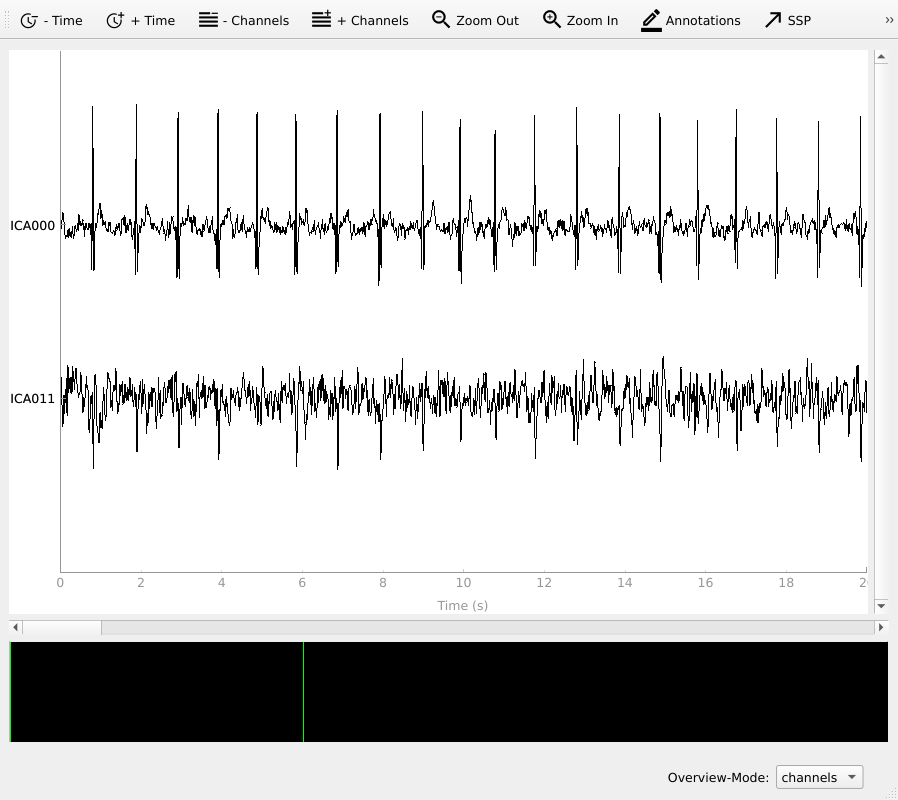 - Time + Time - Channels + Channels Zoom Out Zoom In Annotations SSP »
ICA000
ICA011
0 2 4 6 8 10 12 14 16 18 2
Time (s)
Overview-Mode: channels